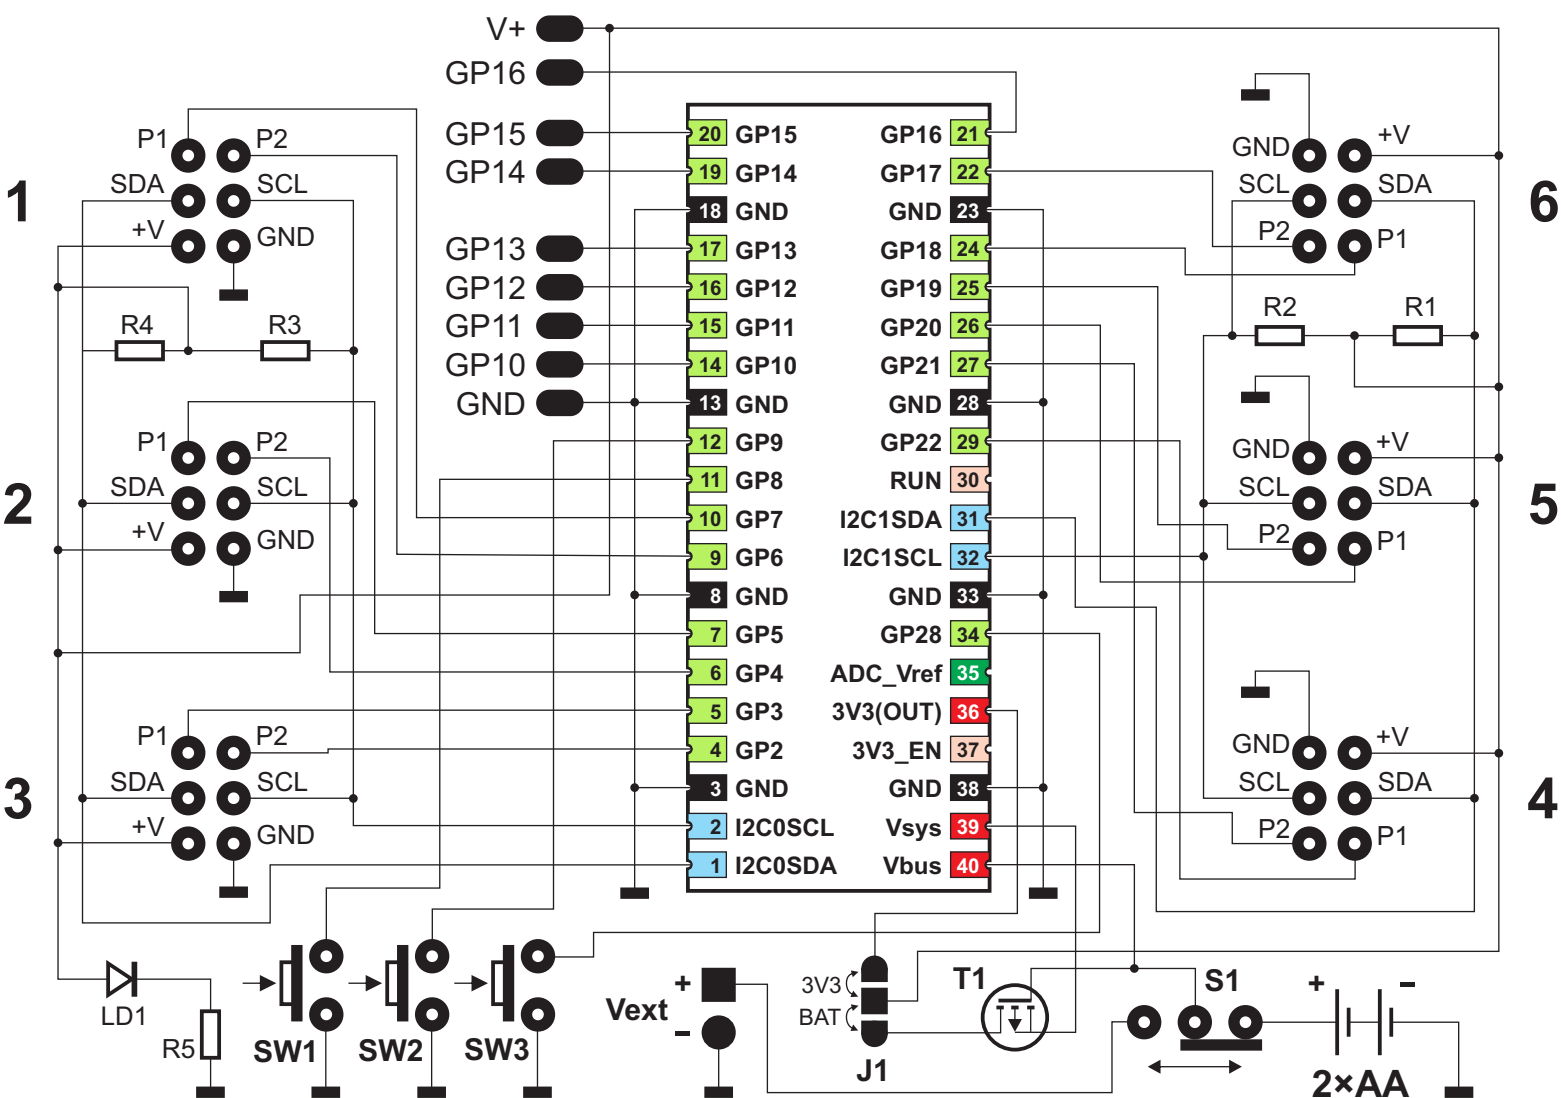 V+
GP16
GP15
GP14
GP13
GP12
GP11
GP10
GND
20 GP15 GP16 21
19 GP14 GP17 22
18 GND GND 23
17 GP13 GP18 24
16 GP12 GP19 25
15 GP11 GP20 26
14 GP10 GP21 27
13 GND GND 28
12 GP9 GP22 29
11 GP8 RUN 30
10 GP7 I2C1SDA 31
9 GP6 I2C1SCL 32
8 GND GND 33
7 GP5 GP28 34
6 GP4 ADC_Vref 35
5 GP3 3V3(OUT) 36
4 GP2 3V3_EN 37
3 GND GND 38
2 I2C0SCL Vsys 39
1 I2C0SDA Vbus 40
1
P1 P2
SDA SCL
+V GND
R4 R3
2
P1 P2
SDA SCL
+V GND
3
P1 P2
SDA SCL
+V GND
6
GND +V
SCL SDA
P2 P1
R2 R1
5
GND +V
SCL SDA
P2 P1
4
GND +V
SCL SDA
P2 P1
LD1
R5
SW1
SW2
SW3
Vext
+
-
3V3
BAT
J1
T1
S1
+ -
2×AA